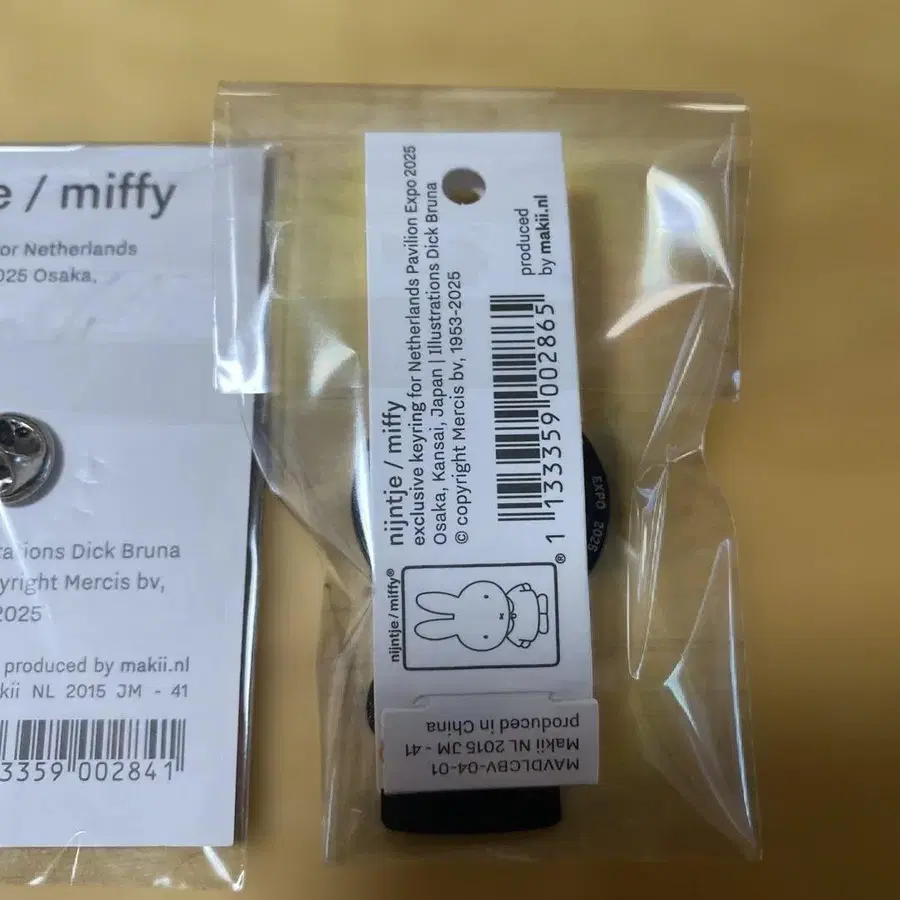 e / miffy
or Netherlands
025 Osaka,
rations Dick Bruna
yright Mercis bv,
2025
produced by makii.nl
kii NL 2015 JM - 41
3359 002841
nijntje / miffy
exclusive keyring for Netherlands Pavilion Expo 2025
Osaka, Kansai, Japan | Illustrations Dick Bruna
© copyright Mercis bv, 1953-2025
produced
by makii.nl
1 133359 002865
nijntje / miffy®
®
MAVDLCBV-04-01
Makii NL 2015 JM - 41
produced in China
EXPO 2025